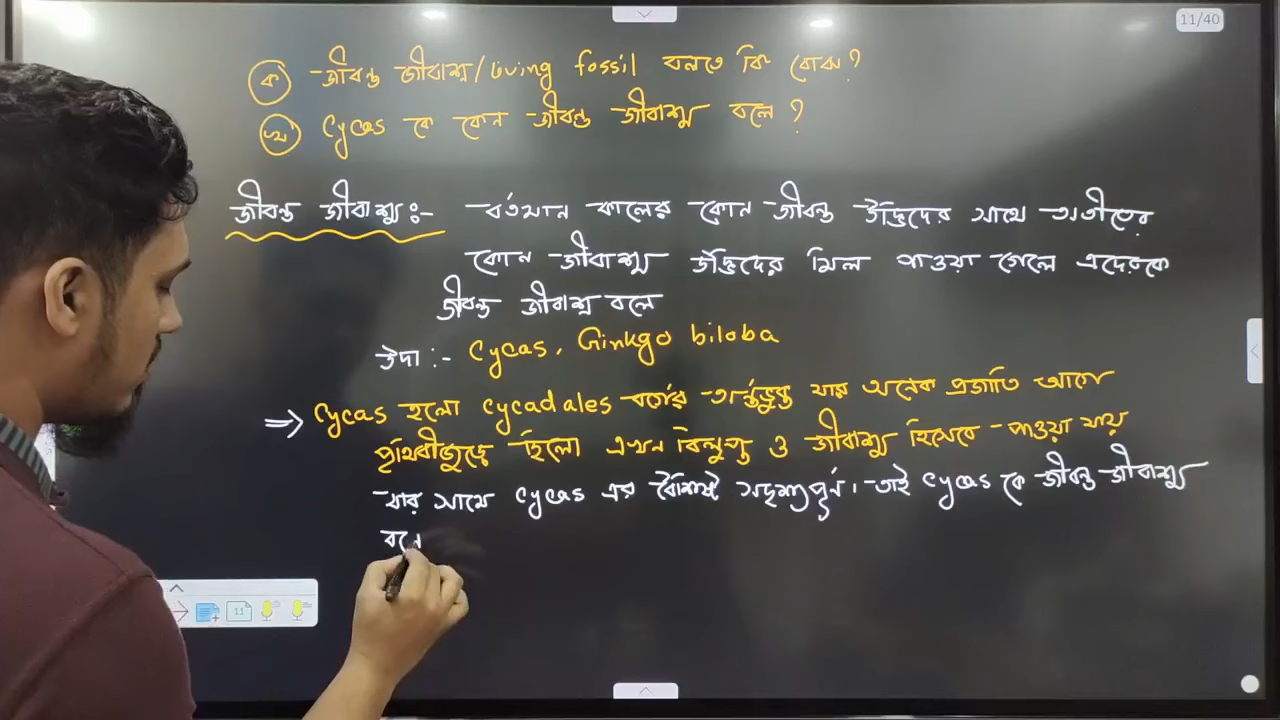 11/40
ক জীবন্ত জীবাশ্ম/living fossil বলতে কি বোঝ?
খ Cycas কে কেন জীবন্ত জীবাশ্ম বলে?
জীবন্ত জীবাশ্মঃ- বর্তমান কালের কোন জীবন্ত উদ্ভিদের সাথে অতীতের
কোন জীবাশ্ম উদ্ভিদের মিল পাওয়া গেলে এদেরকে
জীবন্ত জীবাশ্ম বলে
উদা:- Cycas, Ginkgo biloba
⇒ Cycas হলো Cycadales বর্গের অর্ন্তভুক্ত যার অনেক প্রজাতি আগে
পৃথিবীজুড়ে ছিলো এখন বিলুপ্ত ও জীবাশ্ম হিসেবে পাওয়া যায়
যার সাথে Cycas এর বৈশিষ্ট সদৃশ্যপূর্ন। তাই Cycas কে জীবন্ত জীবাশ্ম
বলে
11